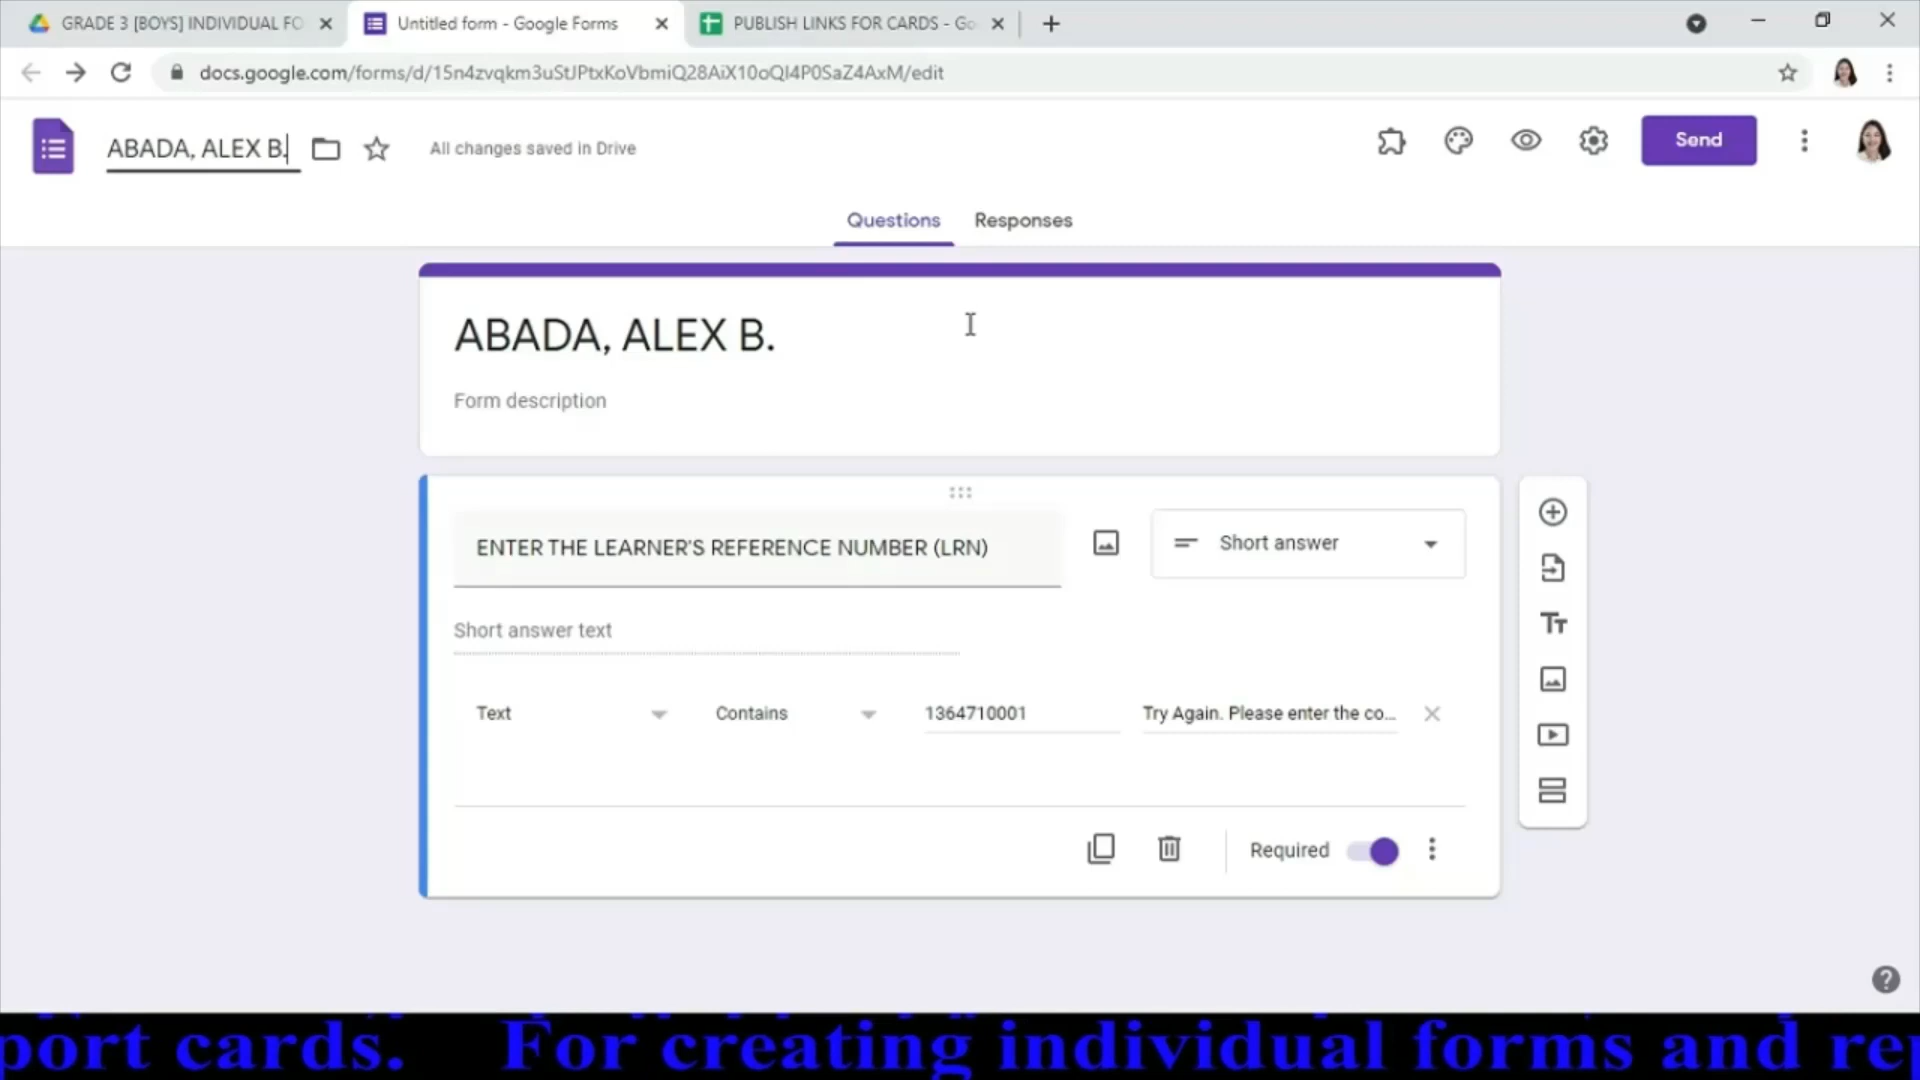 GRADE 3 [BOYS] INDIVIDUAL FO
Untitled form - Google Forms
PUBLISH LINKS FOR CARDS - Go
docs.google.com/forms/d/15n4zvqkm3uStJPtxKoVbmiQ28AiX10oQI4P0SaZ4AxM/edit
ABADA, ALEX B.
All changes saved in Drive
Send
Questions
Responses
ABADA, ALEX B.
Form description
ENTER THE LEARNER'S REFERENCE NUMBER (LRN)
Short answer
Short answer text
Text
Contains
1364710001
Try Again. Please enter the co...
Required
port cards. For creating individual forms and rep